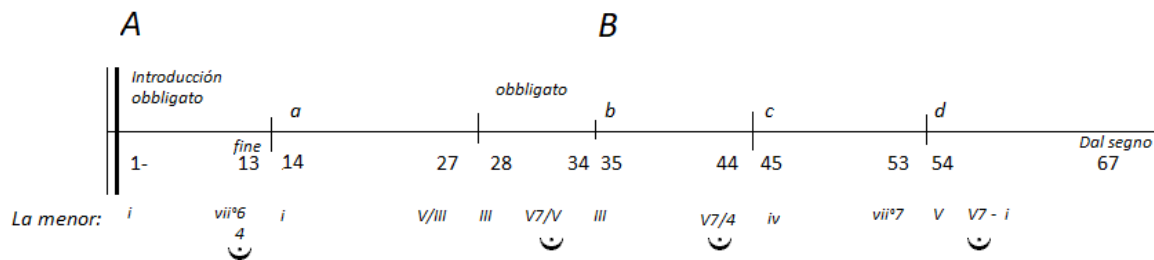 A B
Introducción
obbligato
obbligato
a b c d
fine Dal segno
1- 13 14 27 28 34 35 44 45 53 54 67
La menor: i vii°6 i V/III III V7/V III V7/4 iv vii°7 V V7 - i
4